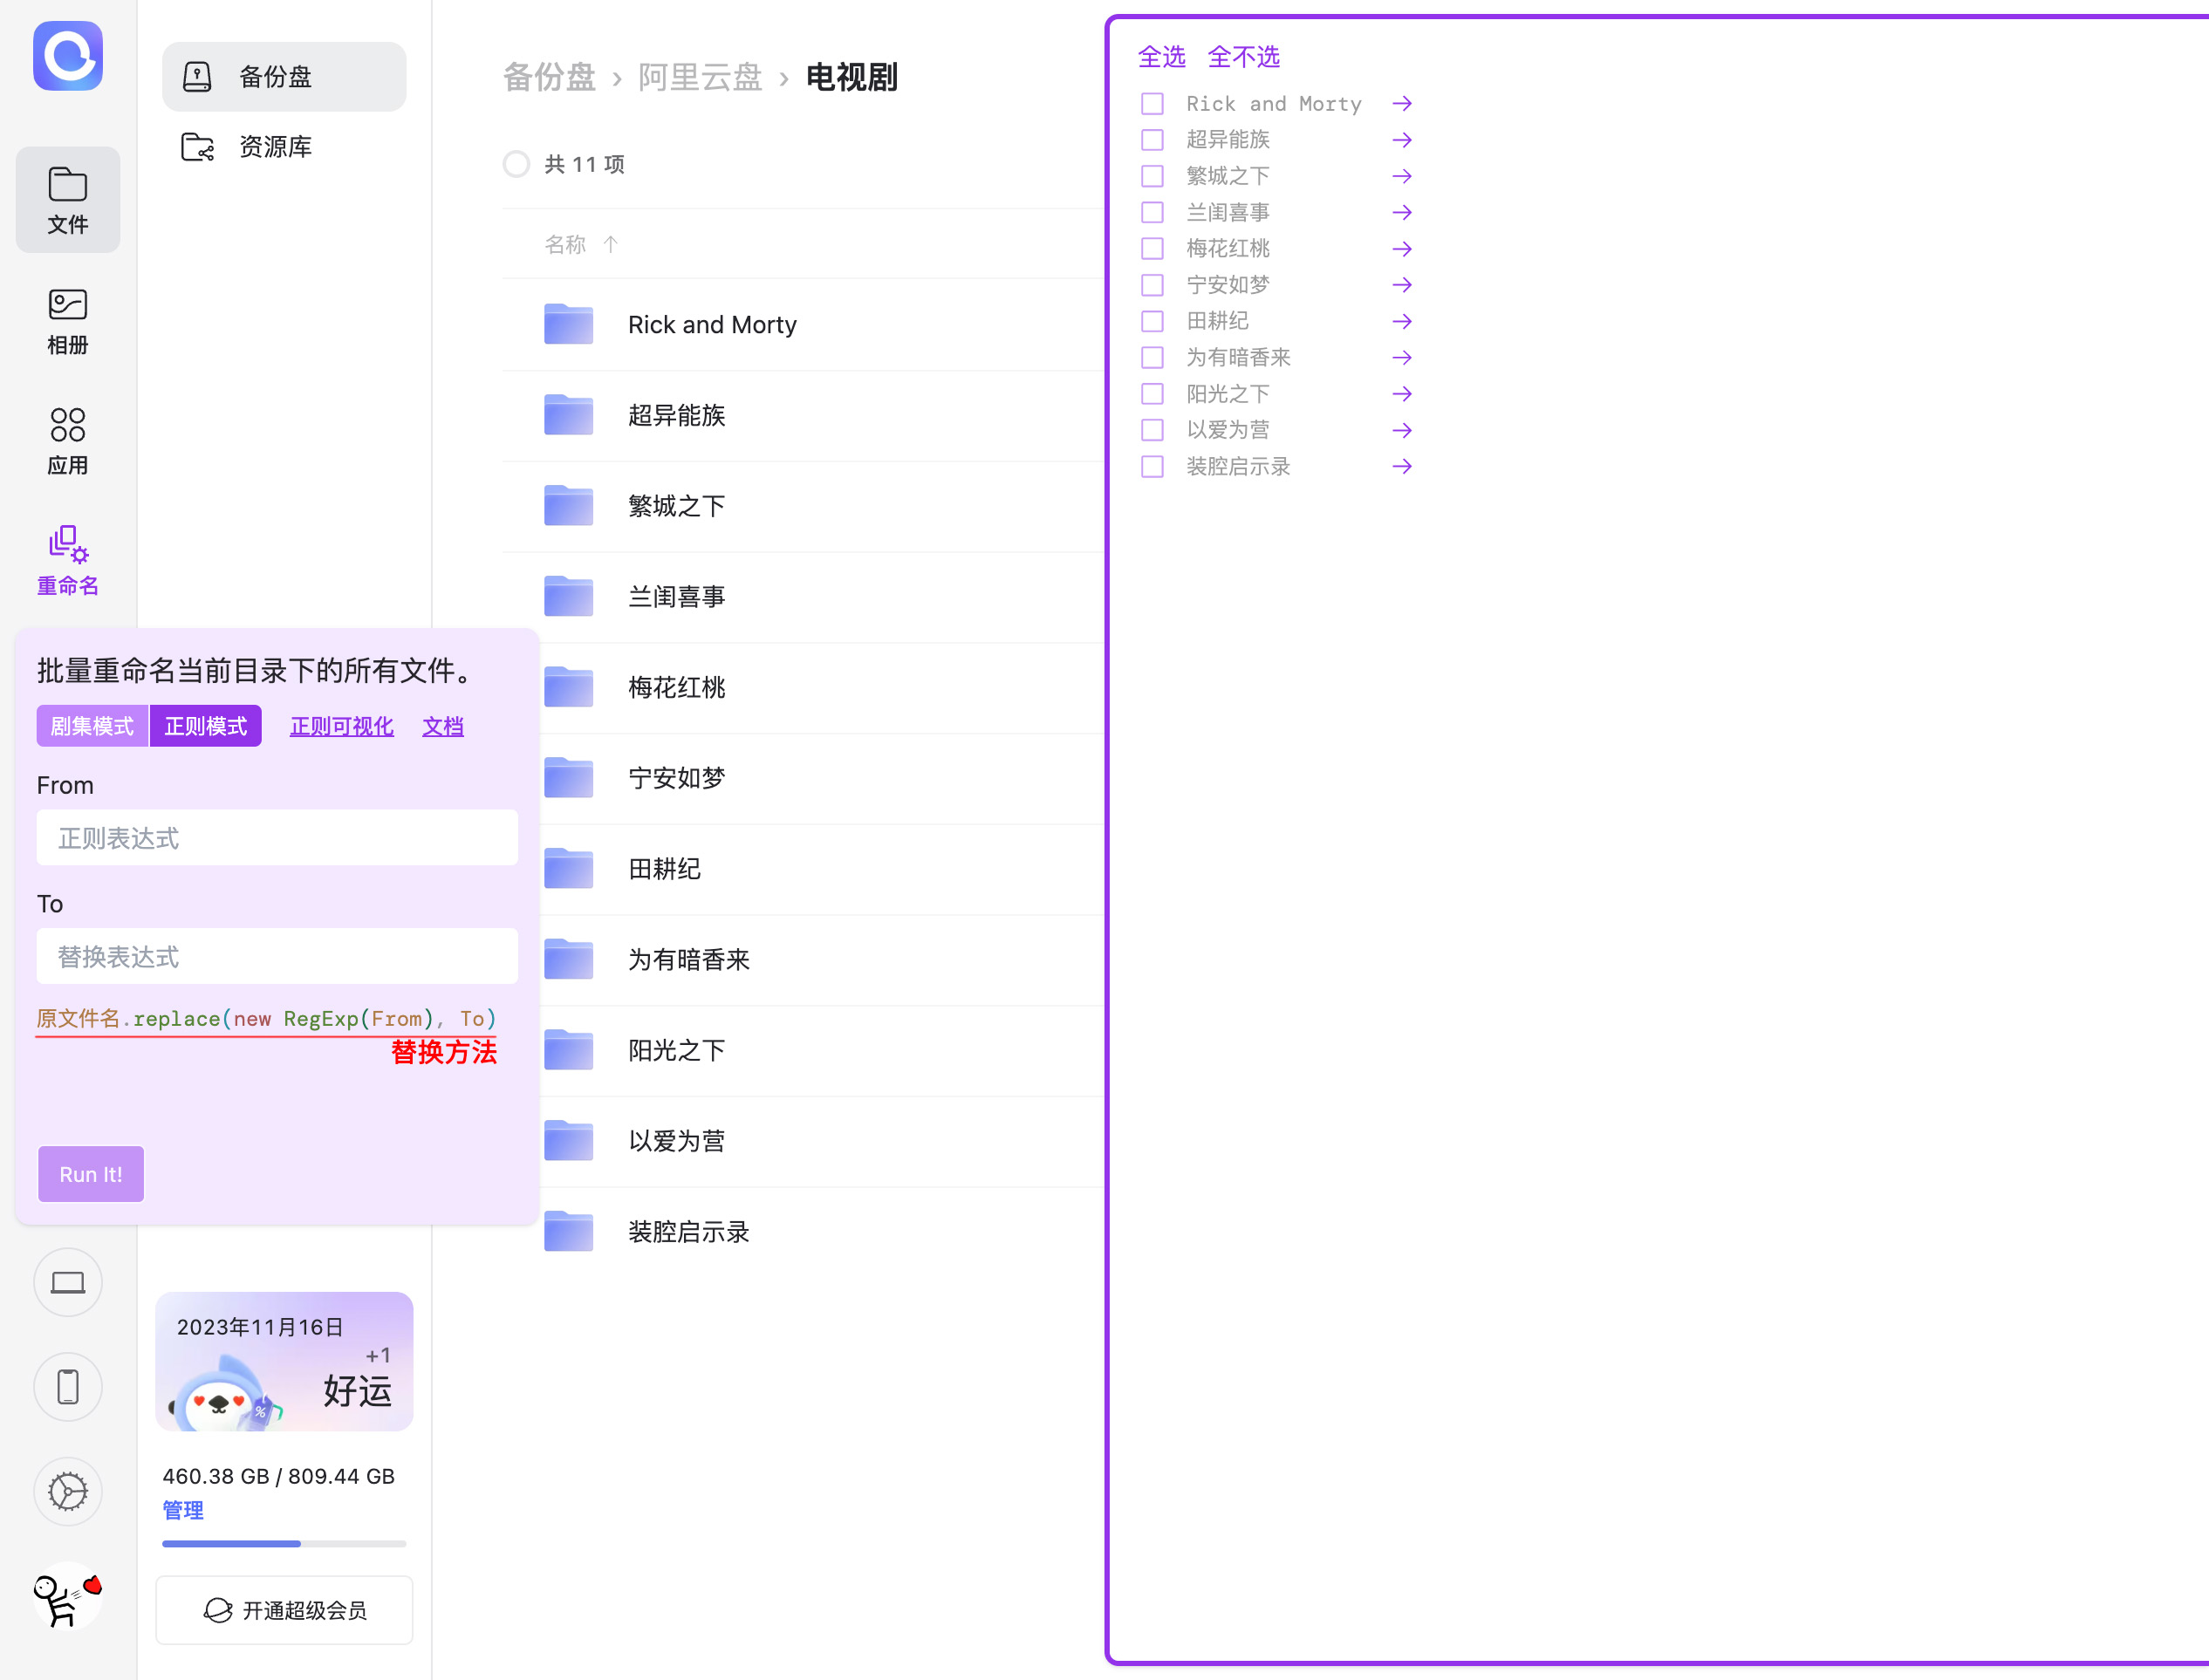 文件
相册
应用
重命名
备份盘
资源库
备份盘 › 阿里云盘 › 电视剧
共 11 项
名称 ↑
Rick and Morty
超异能族
繁城之下
兰闺喜事
梅花红桃
宁安如梦
田耕纪
为有暗香来
阳光之下
以爱为营
装腔启示录
批量重命名当前目录下的所有文件。
剧集模式 正则模式 正则可视化 文档
From
正则表达式
To
替换表达式
原文件名.replace(new RegExp(From), To)
替换方法
Run It!
2023年11月16日
+1
好运
%
460.38 GB / 809.44 GB
管理
开通超级会员
全选 全不选
Rick and Morty →
超异能族 →
繁城之下 →
兰闺喜事 →
梅花红桃 →
宁安如梦 →
田耕纪 →
为有暗香来 →
阳光之下 →
以爱为营 →
装腔启示录 →